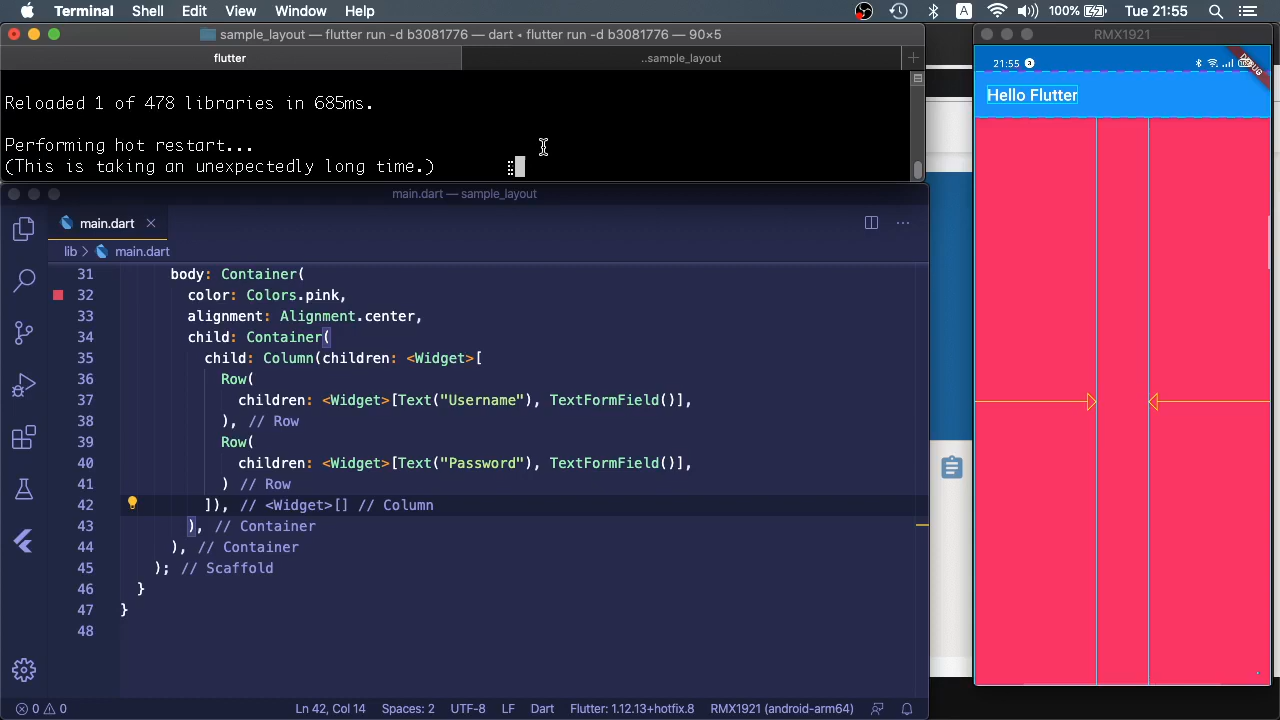 Terminal Shell Edit View Window Help A 100% Tue 21:55
sample_layout — flutter run -d b3081776 — dart ◂ flutter run -d b3081776 — 90×5
flutter
..sample_layout
Reloaded 1 of 478 libraries in 685ms.
Performing hot restart...
(This is taking an unexpectedly long time.)
main.dart — sample_layout
main.dart
lib > main.dart
31 body: Container(
32 color: Colors.pink,
33 alignment: Alignment.center,
34 child: Container(
35 child: Column(children: <Widget>[
36 Row(
37 children: <Widget>[Text("Username"), TextFormField()],
38 ), // Row
39 Row(
40 children: <Widget>[Text("Password"), TextFormField()],
41 ) // Row
42 ]), // <Widget>[] // Column
43 ), // Container
44 ), // Container
45 ); // Scaffold
46 }
47 }
48
0 0 Ln 42, Col 14 Spaces: 2 UTF-8 LF Dart Flutter: 1.12.13+hotfix.8 RMX1921 (android-arm64)
RMX1921
21:55 3
DEBUG
Hello Flutter